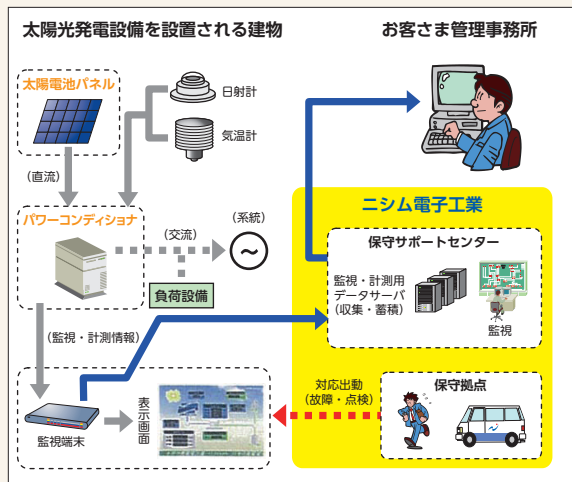 太陽光発電設備を設置される建物
お客さま管理事務所
太陽電池パネル
日射計
気温計
(直流)
パワーコンディショナ
(交流)
(系統)
~
負荷設備
(監視・計測情報)
監視端末
表示画面
ニシム電子工業
保守サポートセンター
監視・計測用
データサーバ
(収集・蓄積)
監視
対応出動
(故障・点検)
保守拠点